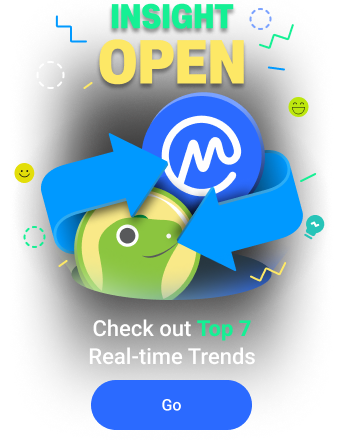 INSIGHT
OPEN
Check out Top 7
Real-time Trends
Go